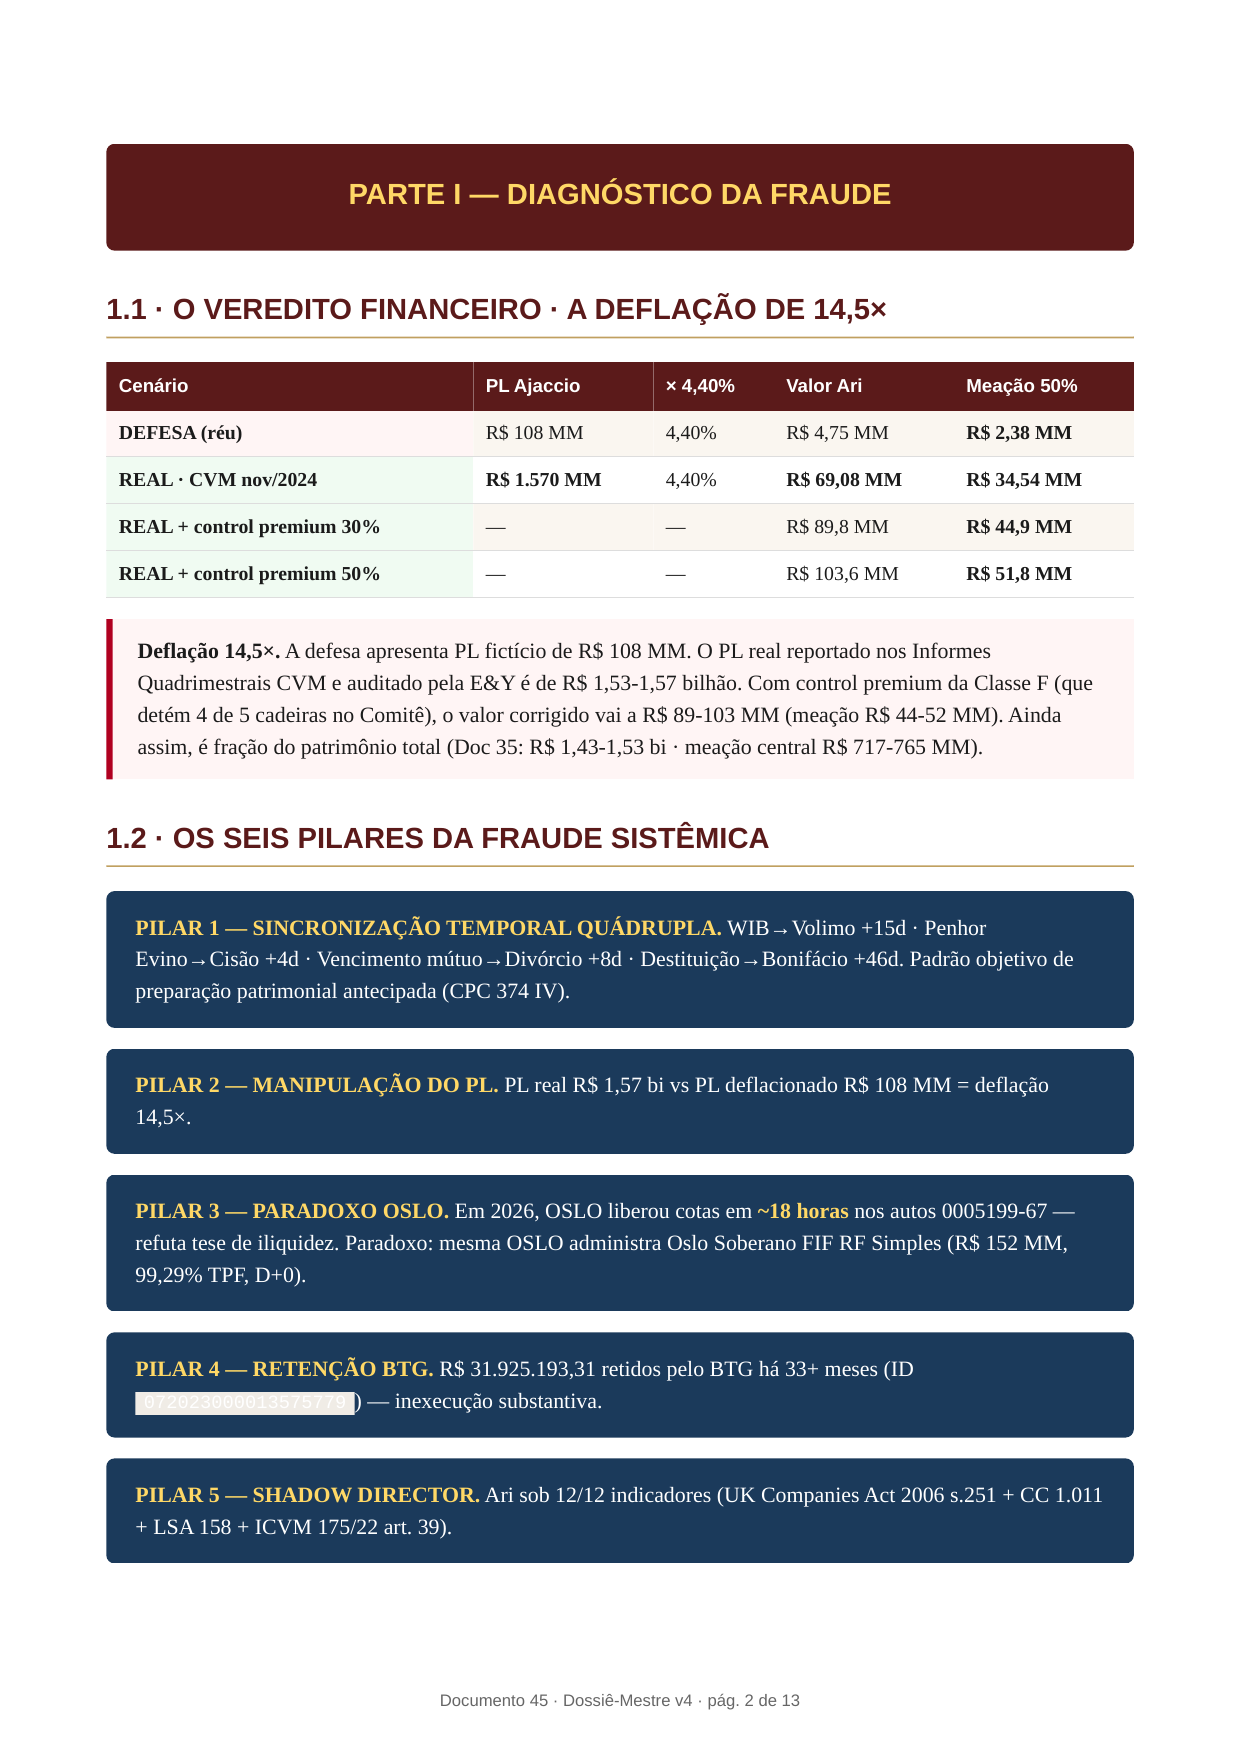 PARTE I — DIAGNÓSTICO DA FRAUDE
1.1 · O VEREDITO FINANCEIRO · A DEFLAÇÃO DE 14,5×
Cenário PL Ajaccio × 4,40% Valor Ari Meação 50%
DEFESA (réu) R$ 108 MM 4,40% R$ 4,75 MM R$ 2,38 MM
REAL · CVM nov/2024 R$ 1.570 MM 4,40% R$ 69,08 MM R$ 34,54 MM
REAL + control premium 30% — — R$ 89,8 MM R$ 44,9 MM
REAL + control premium 50% — — R$ 103,6 MM R$ 51,8 MM
Deflação 14,5×. A defesa apresenta PL fictício de R$ 108 MM. O PL real reportado nos Informes
Quadrimestrais CVM e auditado pela E&Y é de R$ 1,53-1,57 bilhão. Com control premium da Classe F (que
detém 4 de 5 cadeiras no Comitê), o valor corrigido vai a R$ 89-103 MM (meação R$ 44-52 MM). Ainda
assim, é fração do patrimônio total (Doc 35: R$ 1,43-1,53 bi · meação central R$ 717-765 MM).
1.2 · OS SEIS PILARES DA FRAUDE SISTÊMICA
PILAR 1 — SINCRONIZAÇÃO TEMPORAL QUÁDRUPLA. WIB→Volimo +15d · Penhor
Evino→Cisão +4d · Vencimento mútuo→Divórcio +8d · Destituição→Bonifácio +46d. Padrão objetivo de
preparação patrimonial antecipada (CPC 374 IV).
PILAR 2 — MANIPULAÇÃO DO PL. PL real R$ 1,57 bi vs PL deflacionado R$ 108 MM = deflação
14,5×.
PILAR 3 — PARADOXO OSLO. Em 2026, OSLO liberou cotas em ~18 horas nos autos 0005199-67 —
refuta tese de iliquidez. Paradoxo: mesma OSLO administra Oslo Soberano FIF RF Simples (R$ 152 MM,
99,29% TPF, D+0).
PILAR 4 — RETENÇÃO BTG. R$ 31.925.193,31 retidos pelo BTG há 33+ meses (ID
072023000013575779) — inexecução substantiva.
PILAR 5 — SHADOW DIRECTOR. Ari sob 12/12 indicadores (UK Companies Act 2006 s.251 + CC 1.011
+ LSA 158 + ICVM 175/22 art. 39).
Documento 45 · Dossiê-Mestre v4 · pág. 2 de 13